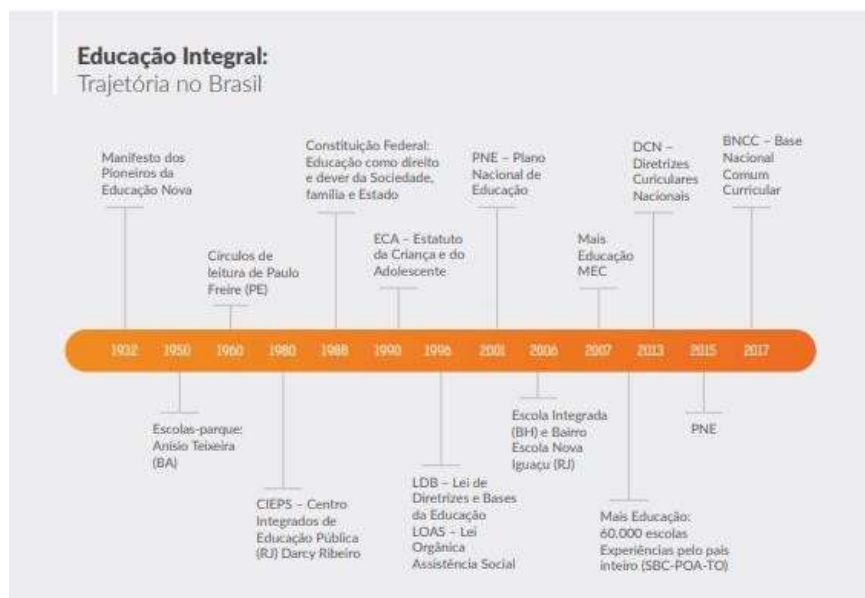 Educação Integral:
Trajetória no Brasil
Manifesto dos
Pioneiros da
Educação Nova
Círculos de
leitura de Paulo
Freire (PE)
Constituição Federal:
Educação como direito
e dever da Sociedade,
família e Estado
ECA – Estatuto
da Criança e do
Adolescente
PNE – Plano
Nacional de
Educação
Mais
Educação
MEC
DCN –
Diretrizes
Curiculares
Nacionais
BNCC – Base
Nacional
Comum
Curricular
1932 1950 1960 1980 1988 1990 1996 2001 2006 2007 2013 2015 2017
Escolas-parque:
Anísio Teixeira
(BA)
CIEPS – Centro
Integrados de
Educação Pública
(RJ) Darcy Ribeiro
LDB – Lei de
Diretrizes e Bases
da Educação
LOAS – Lei
Orgânica
Assistência Social
Escola Integrada
(BH) e Bairro
Escola Nova
Iguaçu (RJ)
Mais Educação:
60.000 escolas
Experiências pelo país
inteiro (SBC-POA-TO)
PNE